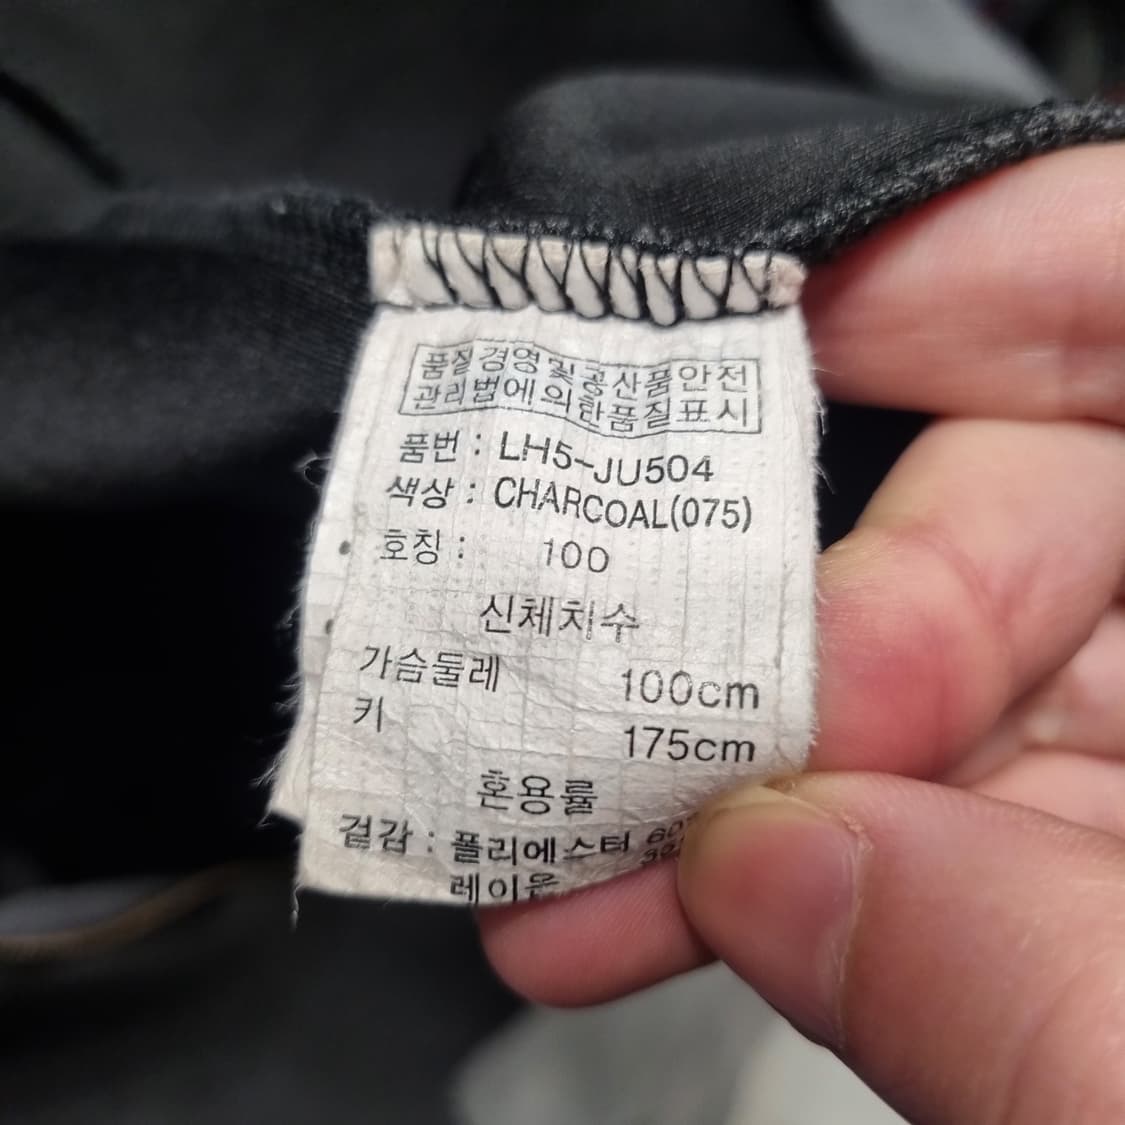 품질경영및공산품안전
관리법에의한품질표시
품번 : LH5-JU504
색상 : CHARCOAL(075)
호칭 : 100
신체치수
가슴둘레 100cm
키 175cm
혼용률
겉감 : 폴리에스터
레이온